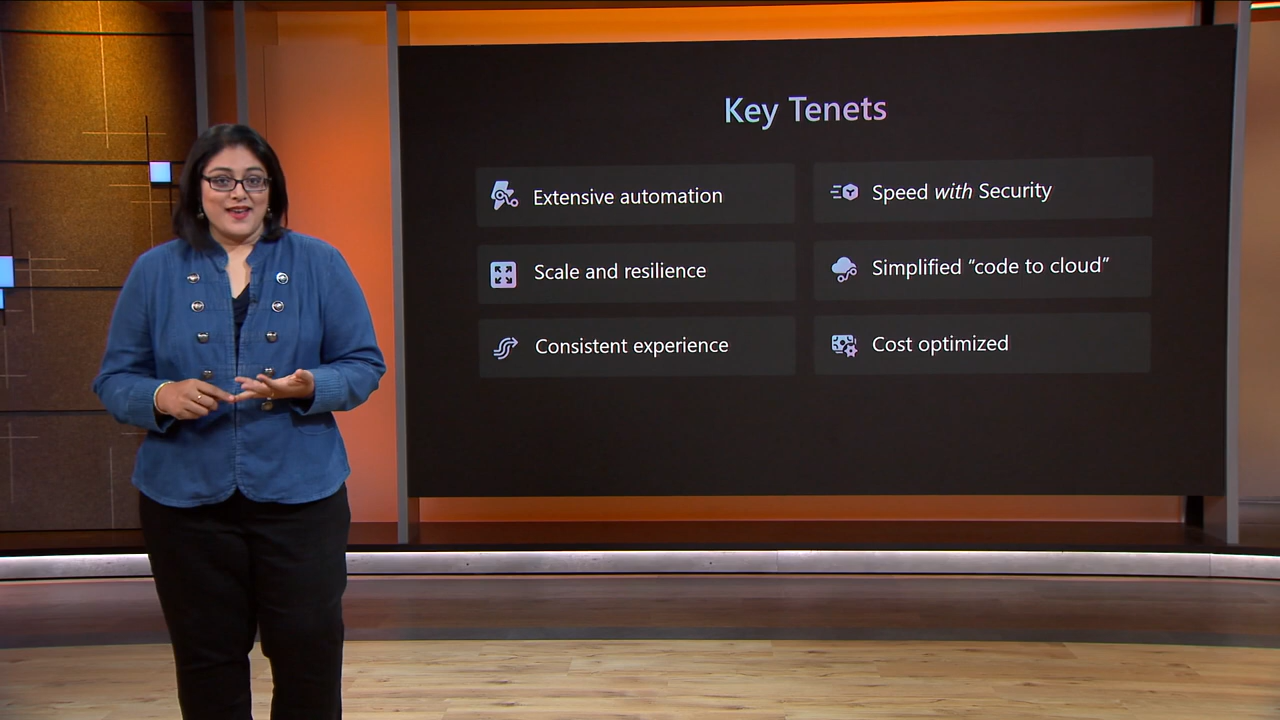 Key Tenets
Extensive automation
Speed with Security
Scale and resilience
Simplified “code to cloud”
Consistent experience
Cost optimized